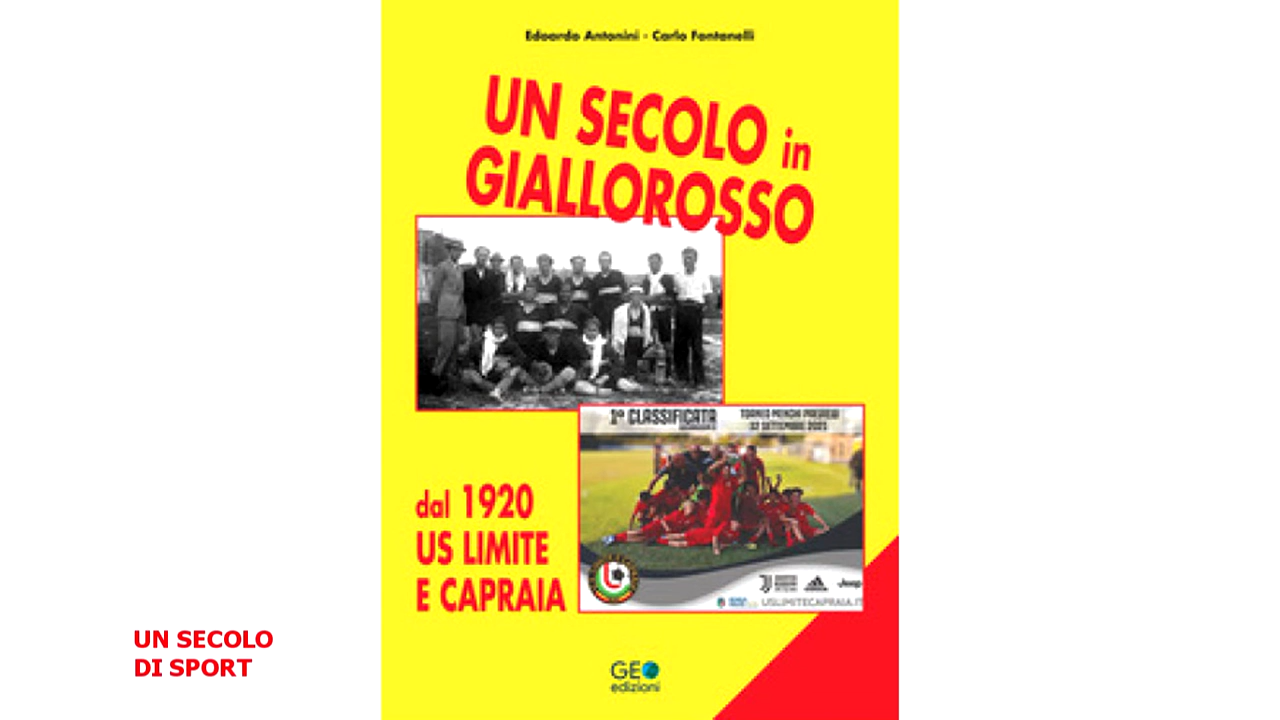 Edoardo Antonini - Carlo Fontanelli
UN SECOLO in
GIALLOROSSO
1ª CLASSIFICATA
dal 1920
US LIMITE
E CAPRAIA
Jeep
USLIMITECAPRAIA.IT
UN SECOLO
DI SPORT
GEO
edizioni